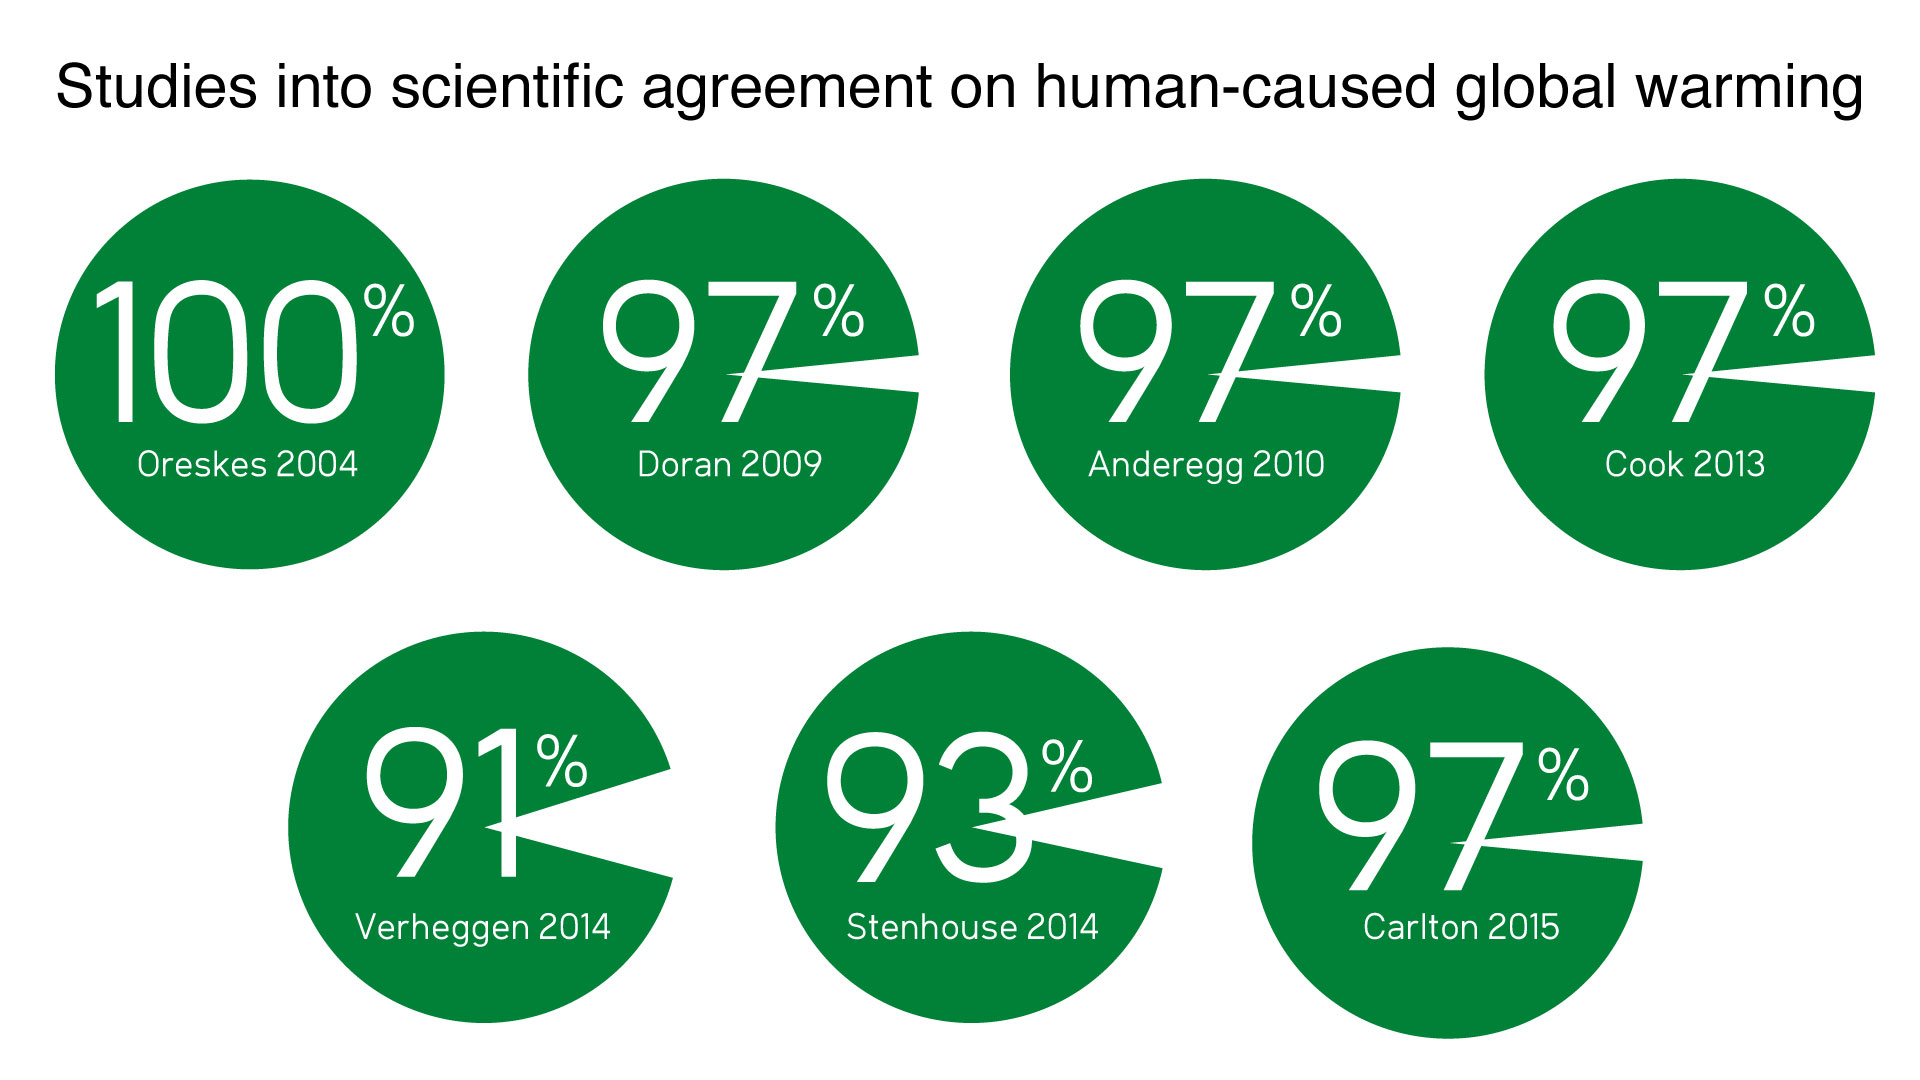 Studies into scientific agreement on human-caused global warming
100%
Oreskes 2004
97%
Doran 2009
97%
Anderegg 2010
97%
Cook 2013
91%
Verheggen 2014
93%
Stenhouse 2014
97%
Carlton 2015